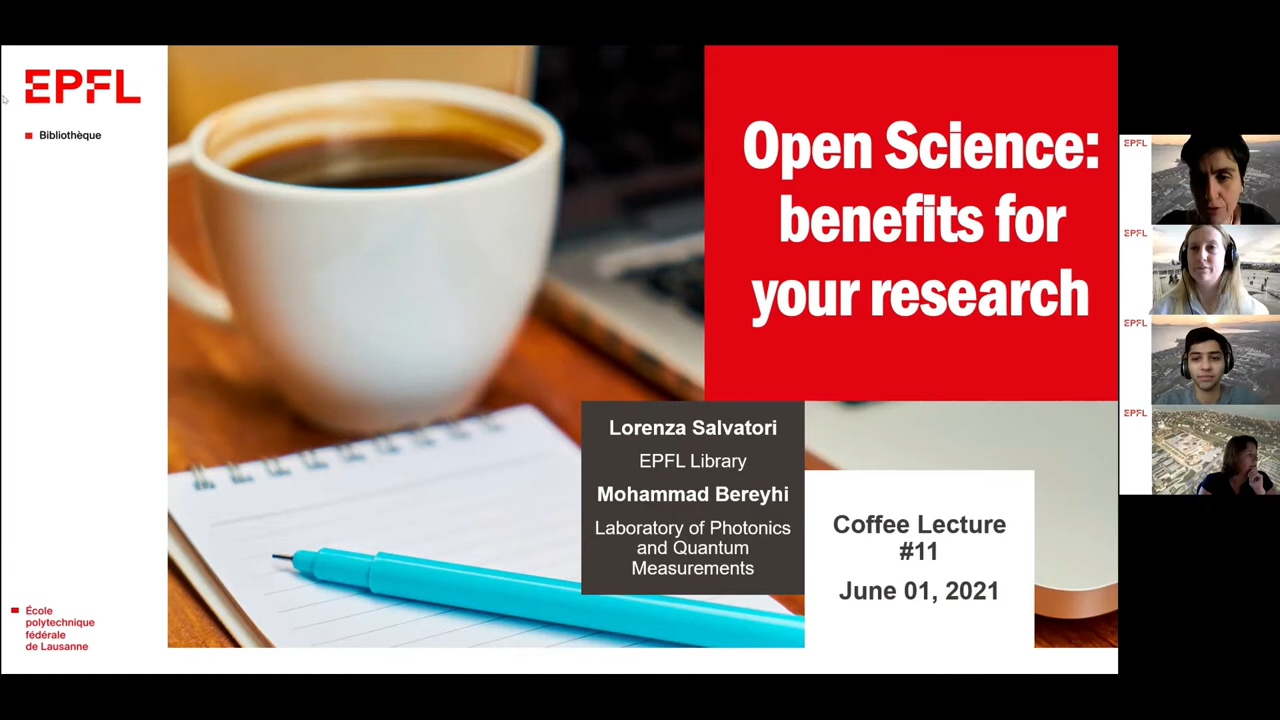 EPFL
Bibliothèque
Open Science:
benefits for
your research
Lorenza Salvatori
EPFL Library
Mohammad Bereyhi
Laboratory of Photonics
and Quantum
Measurements
Coffee Lecture
#11
June 01, 2021
École
polytechnique
fédérale
de Lausanne
EPFL
EPFL
EPFL
EPFL